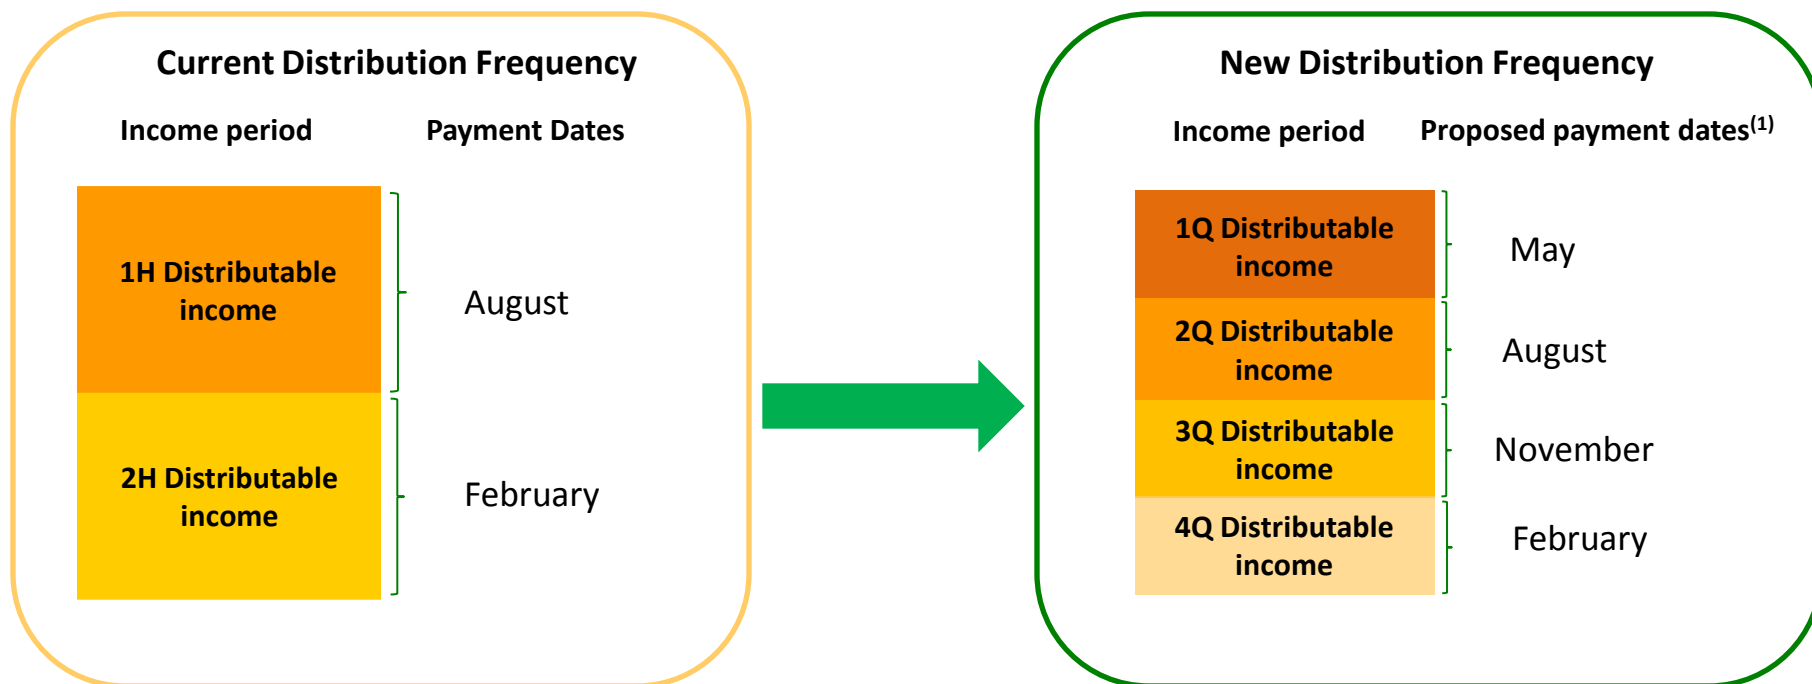 Current Distribution Frequency
Income period
Payment Dates
1H Distributable
income
August
2H Distributable
income
February
New Distribution Frequency
Income period
Proposed payment dates(1)
1Q Distributable
income
May
2Q Distributable
income
August
3Q Distributable
income
November
4Q Distributable
income
February